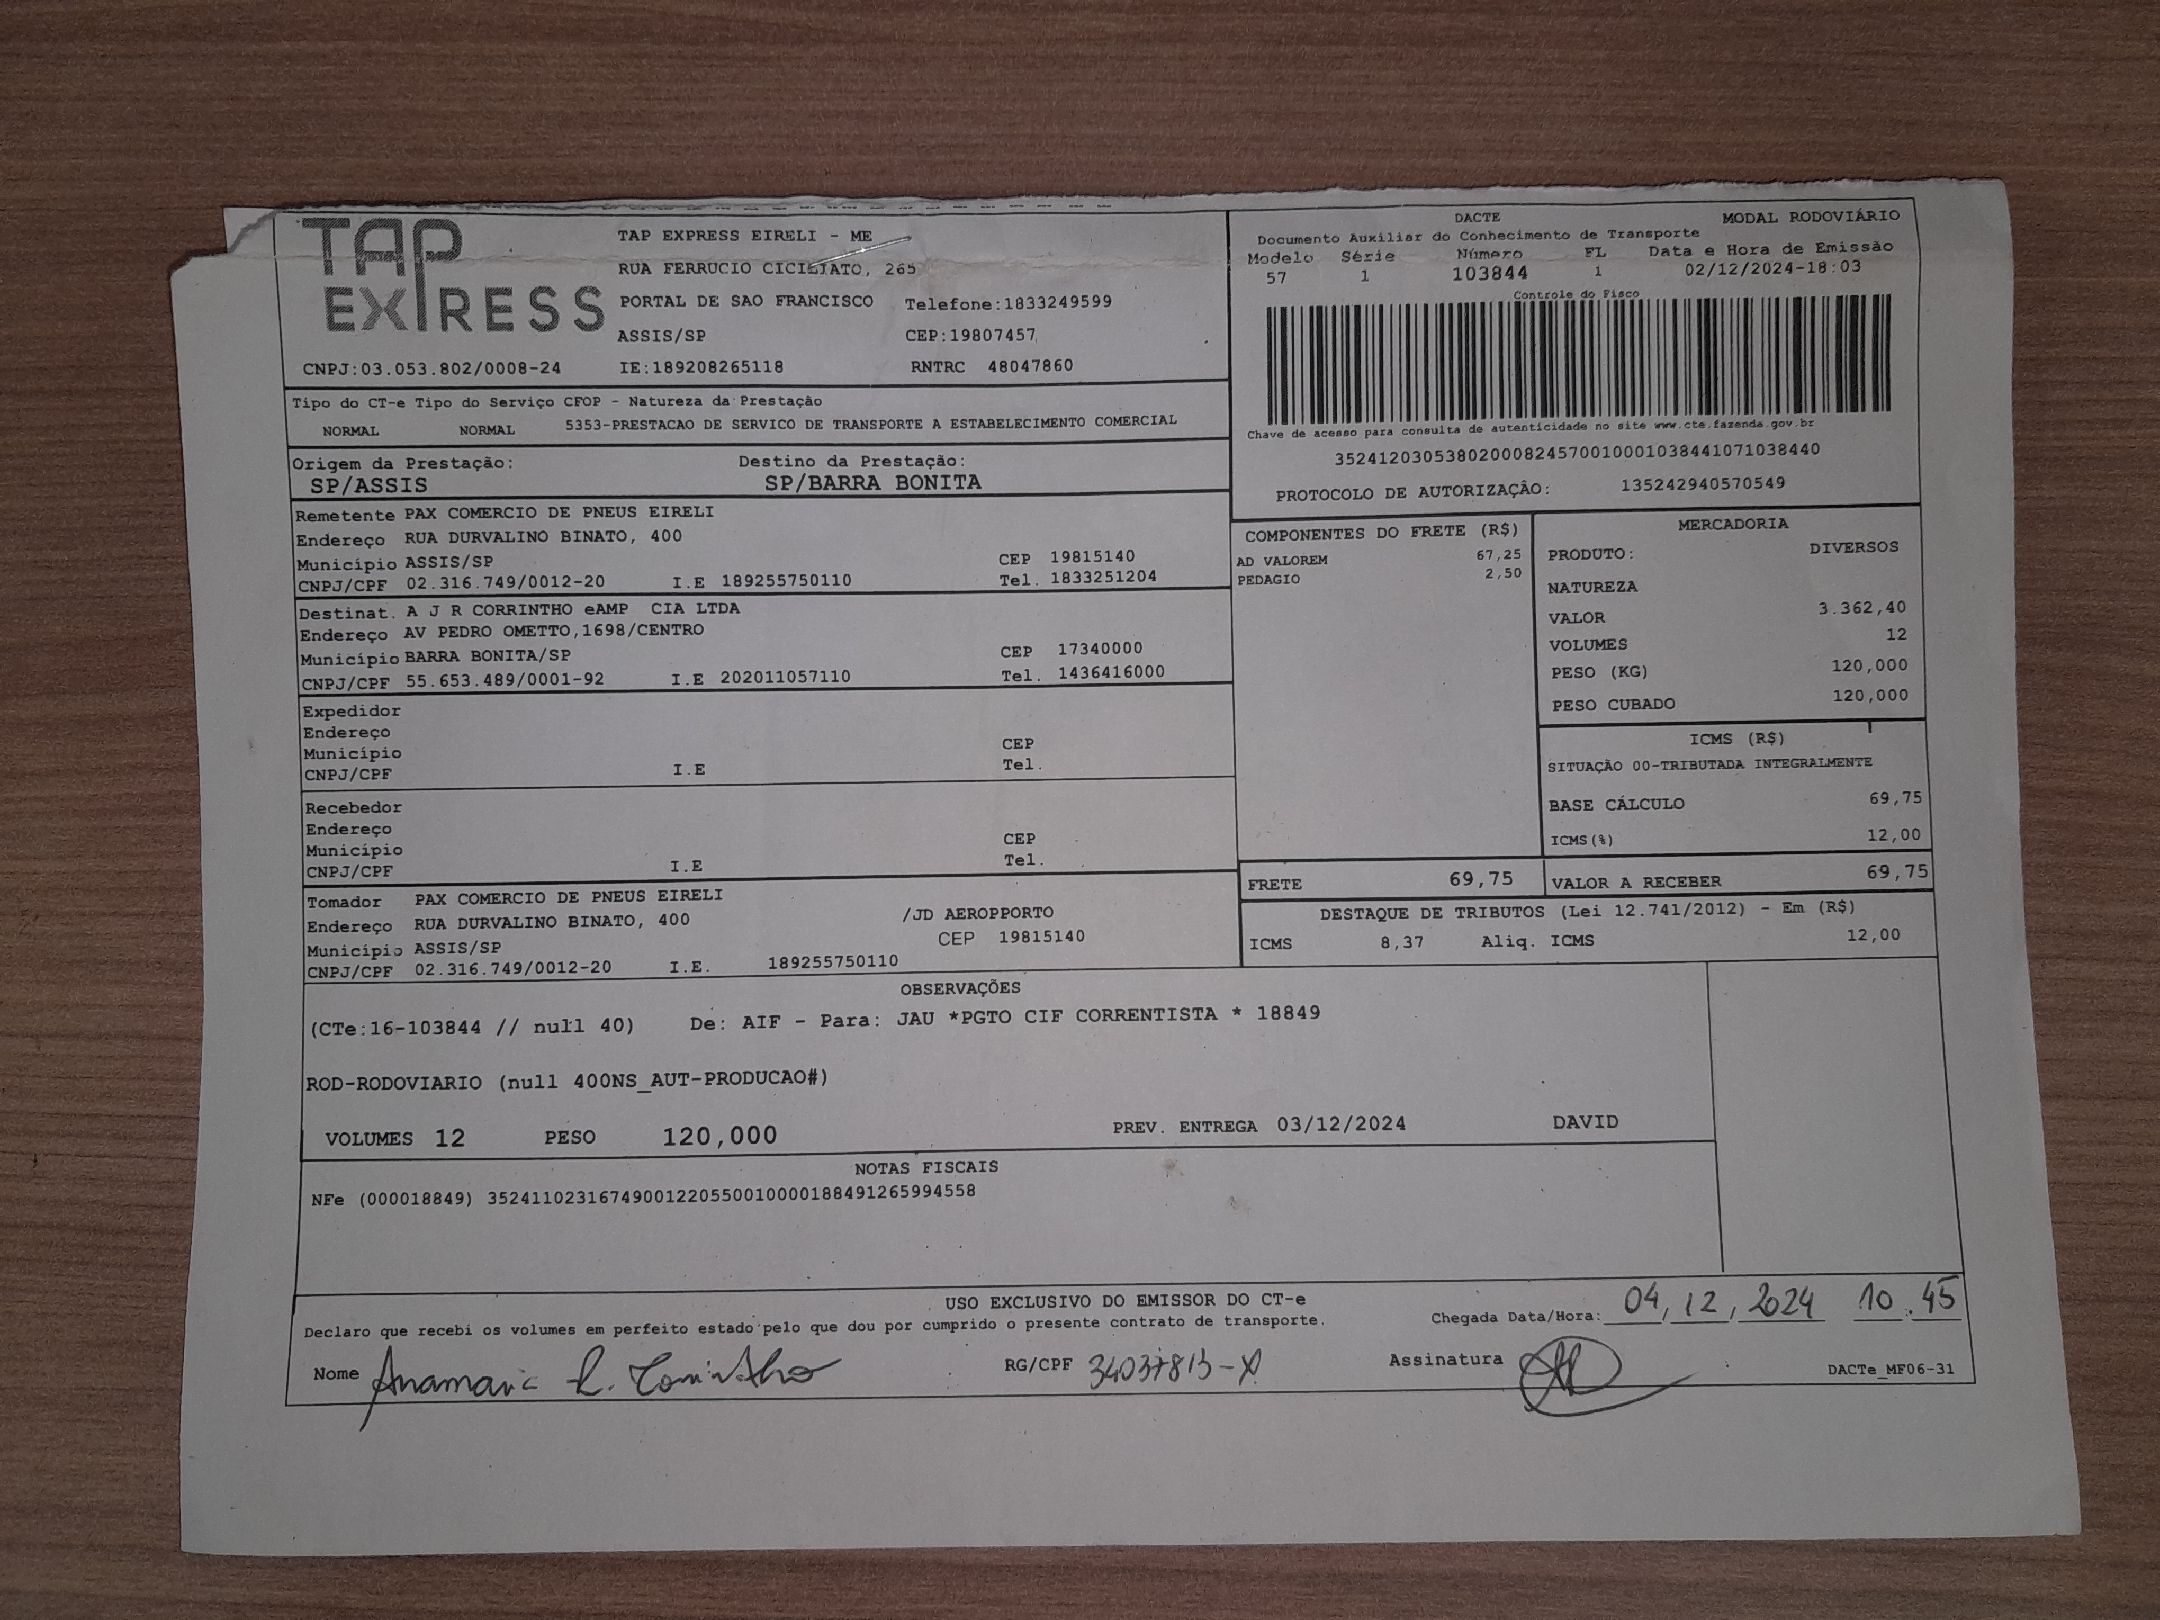 TAP
EXPRESS
TAP EXPRESS EIRELI - ME
RUA FERRUCIO CICILIATO, 265
PORTAL DE SAO FRANCISCO Telefone:1833249599
ASSIS/SP CEP:19807457
CNPJ:03.053.802/0008-24 IE:189208265118 RNTRC 48047860
DACTE MODAL RODOVIÁRIO
Documento Auxiliar do Conhecimento de Transporte
Modelo Série Número FL Data e Hora de Emissão
57 1 103844 1 02/12/2024-18:03
Controle do Fisco
Chave de acesso para consulta de autenticidade no site www.cte.fazenda.gov.br
35241203053802000824570010001038441071038440
PROTOCOLO DE AUTORIZAÇÃO: 135242940570549
Tipo do CT-e Tipo do Serviço CFOP - Natureza da Prestação
NORMAL NORMAL 5353-PRESTACAO DE SERVICO DE TRANSPORTE A ESTABELECIMENTO COMERCIAL
Origem da Prestação: Destino da Prestação:
SP/ASSIS SP/BARRA BONITA
Remetente PAX COMERCIO DE PNEUS EIRELI
Endereço RUA DURVALINO BINATO, 400
Município ASSIS/SP CEP 19815140
CNPJ/CPF 02.316.749/0012-20 I.E 189255750110 Tel. 1833251204
Destinat. A J R CORRINTHO eAMP CIA LTDA
Endereço AV PEDRO OMETTO,1698/CENTRO
Município BARRA BONITA/SP CEP 17340000
CNPJ/CPF 55.653.489/0001-92 I.E 202011057110 Tel. 1436416000
Expedidor
Endereço
Município CEP
CNPJ/CPF I.E Tel.
Recebedor
Endereço
Município CEP
CNPJ/CPF I.E Tel.
Tomador PAX COMERCIO DE PNEUS EIRELI
Endereço RUA DURVALINO BINATO, 400 /JD AEROPPORTO
Município ASSIS/SP CEP 19815140
CNPJ/CPF 02.316.749/0012-20 I.E. 189255750110
COMPONENTES DO FRETE (R$)
AD VALOREM 67,25
PEDAGIO 2,50
MERCADORIA
PRODUTO: DIVERSOS
NATUREZA
VALOR 3.362,40
VOLUMES 12
PESO (KG) 120,000
PESO CUBADO 120,000
ICMS (R$)
SITUAÇÃO 00-TRIBUTADA INTEGRALMENTE
BASE CÁLCULO 69,75
ICMS(%) 12,00
FRETE 69,75 VALOR A RECEBER 69,75
DESTAQUE DE TRIBUTOS (Lei 12.741/2012) - Em (R$)
ICMS 8,37 Aliq. ICMS 12,00
OBSERVAÇÕES
(CTe:16-103844 // null 40) De: AIF - Para: JAU *PGTO CIF CORRENTISTA * 18849
ROD-RODOVIARIO (null 400NS_AUT-PRODUCAO#)
VOLUMES 12 PESO 120,000 PREV. ENTREGA 03/12/2024 DAVID
NOTAS FISCAIS
NFe (000018849) 35241102316749001220550010000188491265994558
USO EXCLUSIVO DO EMISSOR DO CT-e
Declaro que recebi os volumes em perfeito estado pelo que dou por cumprido o presente contrato de transporte.
Chegada Data/Hora: 04, 12, 2024 10.45
Nome Anamaria R. Corintho RG/CPF 34037813-X Assinatura
DACTe_MF06-31